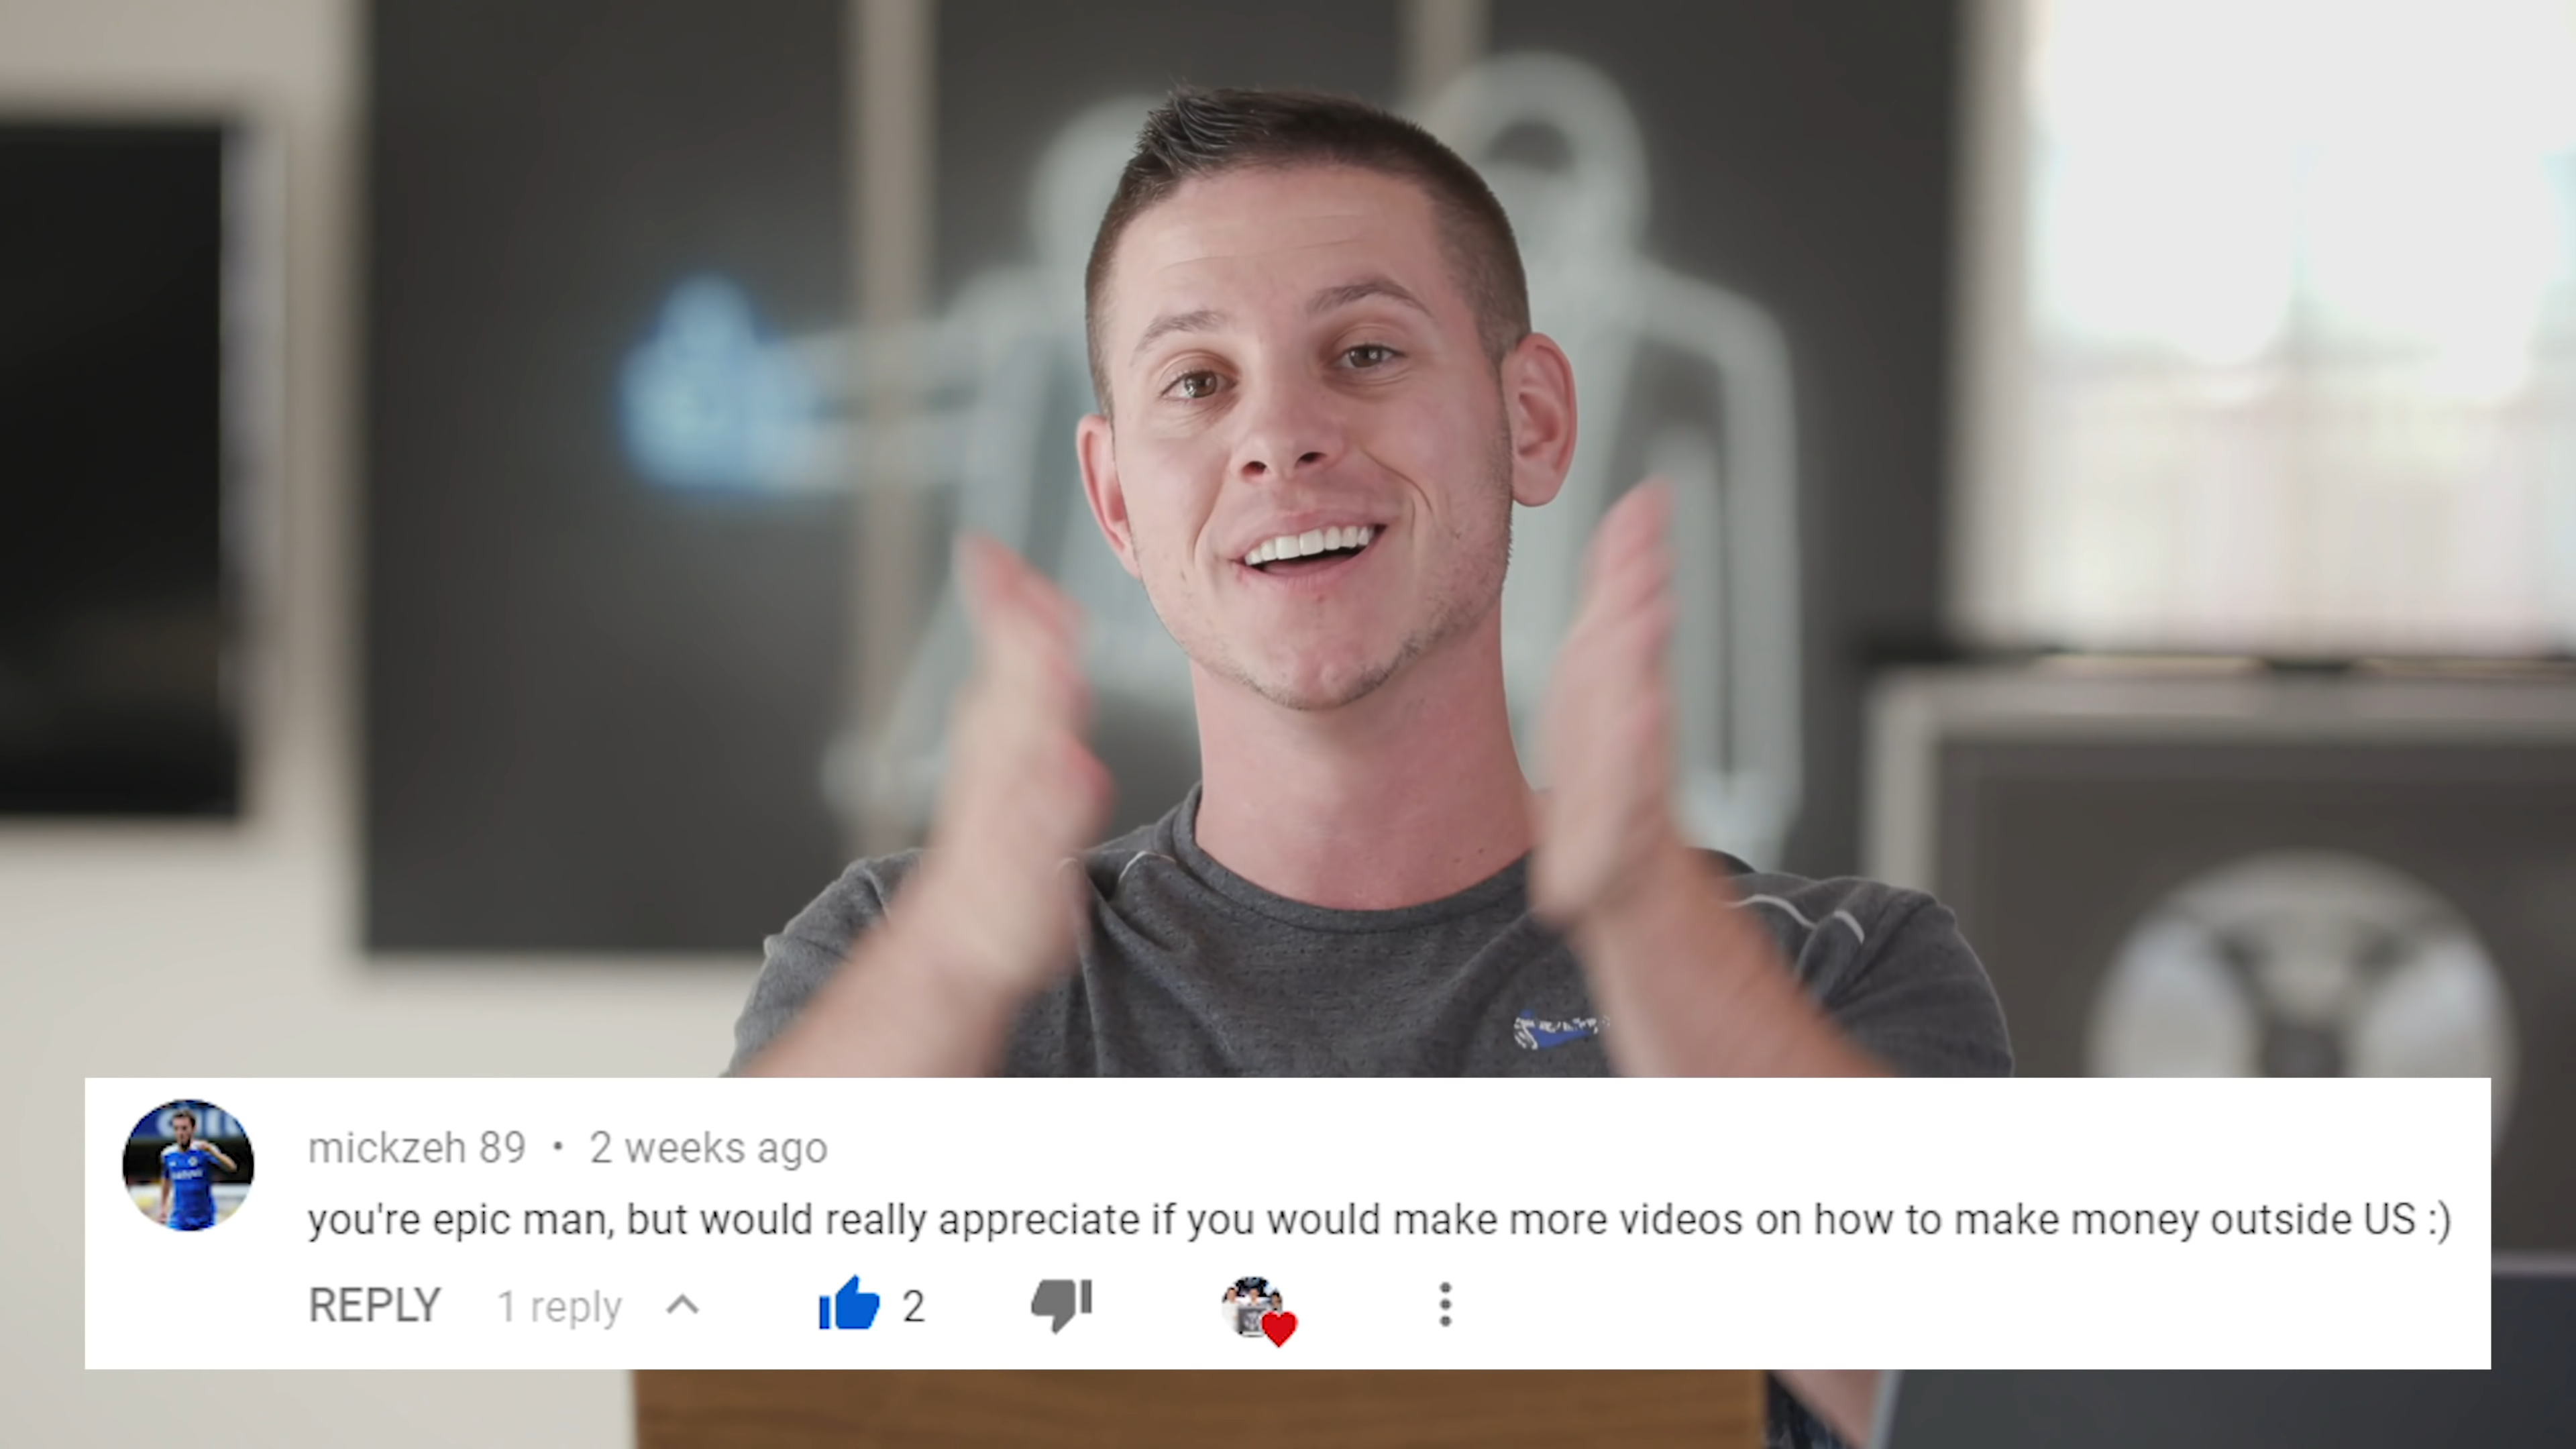 mickzeh 89 • 2 weeks ago
you're epic man, but would really appreciate if you would make more videos on how to make money outside US :)
REPLY 1 reply 2